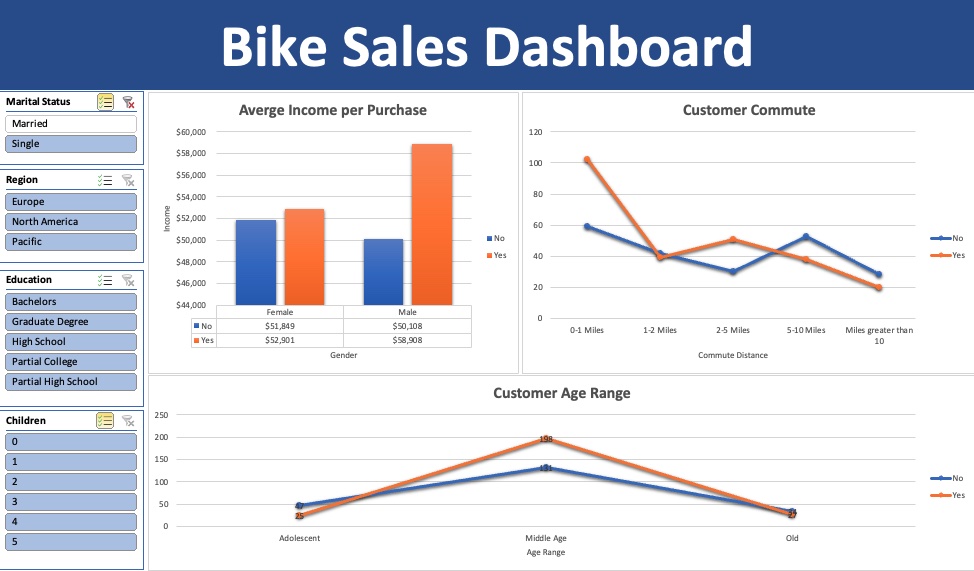 Bike Sales Dashboard
Marital Status
Married
Single
Region
Europe
North America
Pacific
Education
Bachelors
Graduate Degree
High School
Partial College
Partial High School
Children
0
1
2
3
4
5
Averge Income per Purchase
$60,000
$58,000
$56,000
$54,000
$52,000
$50,000
$48,000
$46,000
$44,000
Income
Female Male
No $51,849 $50,108
Yes $52,901 $58,908
Gender
No
Yes
Customer Commute
120
100
80
60
40
20
0
0-1 Miles 1-2 Miles 2-5 Miles 5-10 Miles Miles greater than
10
Commute Distance
No
Yes
Customer Age Range
250
200
150
100
50
0
198
131
25
Adolescent Middle Age Old
Age Range
No
Yes